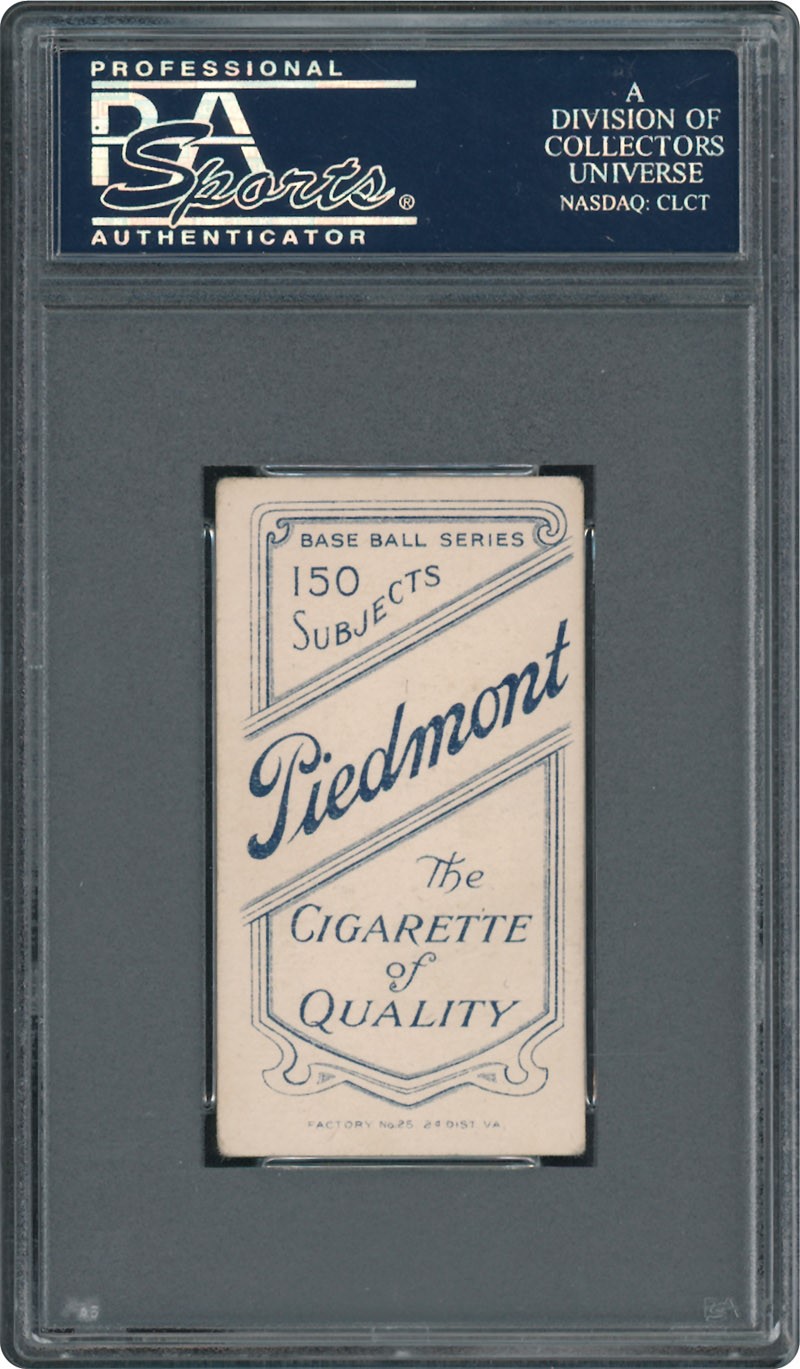 PROFESSIONAL
PSA
Sports®
AUTHENTICATOR
A
DIVISION OF
COLLECTORS
UNIVERSE
NASDAQ: CLCT
BASE BALL SERIES
150
SUBJECTS
Piedmont
The
CIGARETTE
of
QUALITY
FACTORY No.25 2d DIST. VA.
PSA